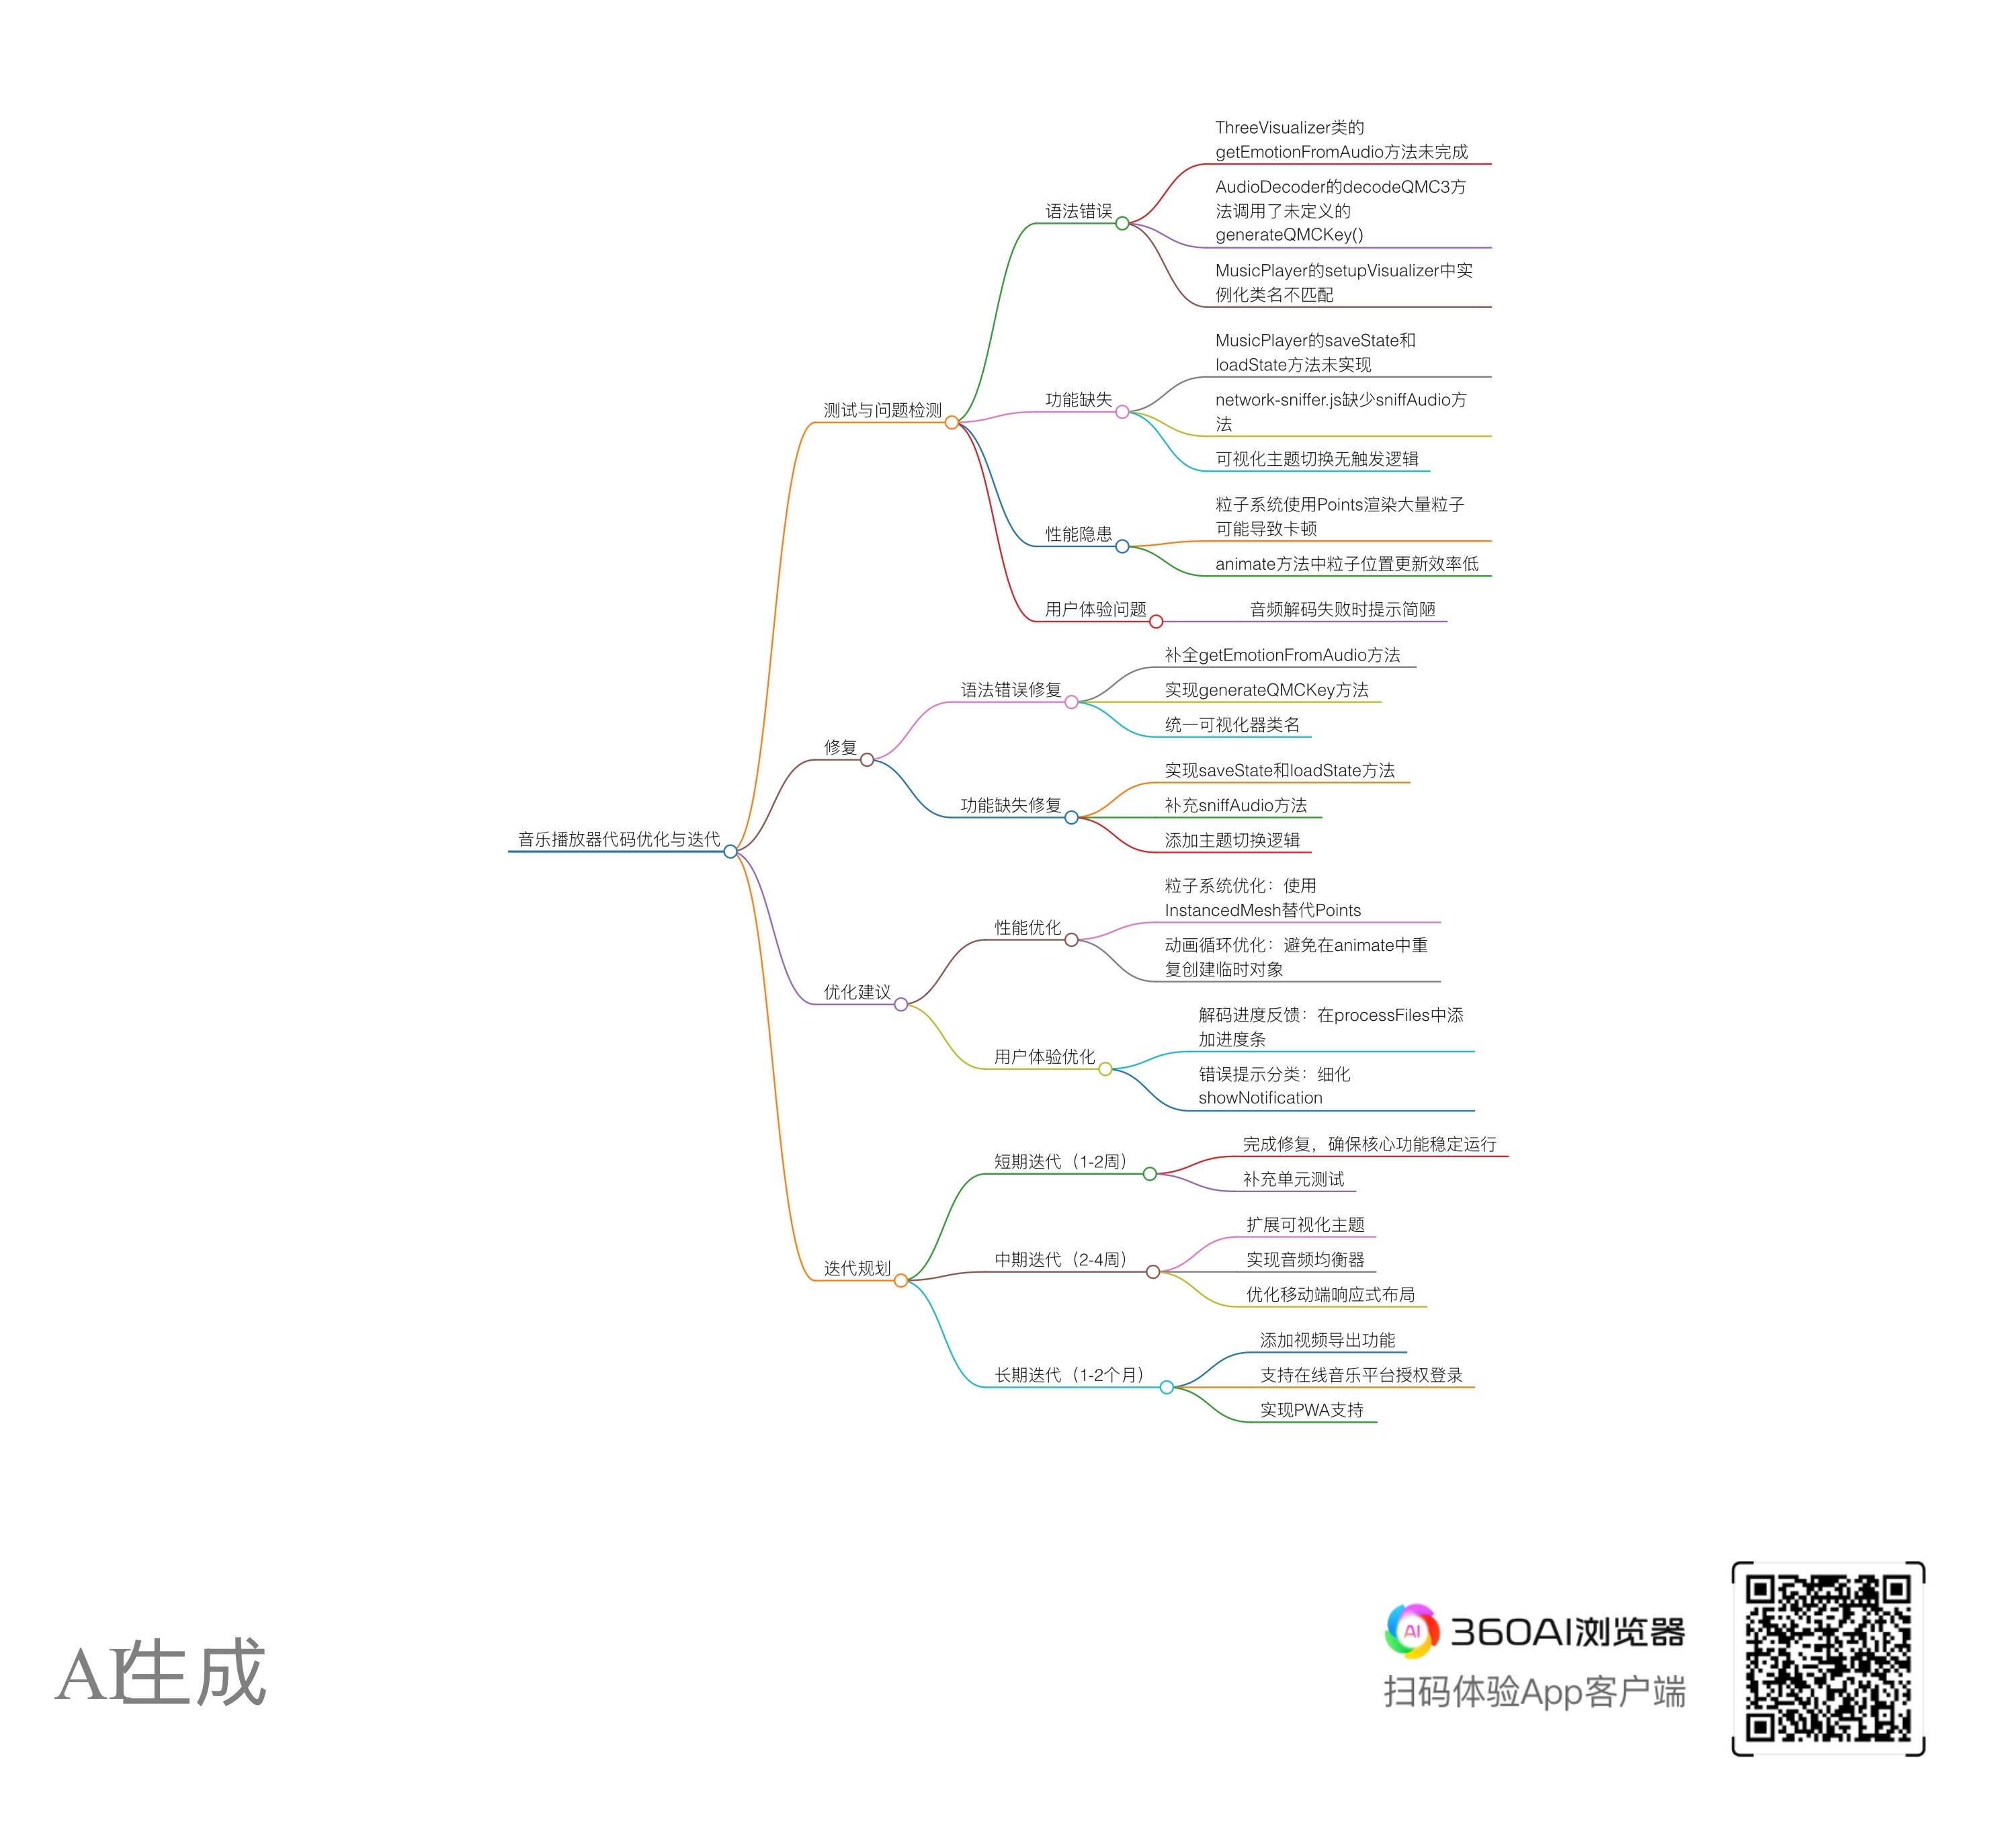 ThreeVisualizer类的
getEmotionFromAudio方法未完成
AudioDecoder的decodeQMC3方
法调用了未定义的
generateQMCKey()
语法错误
MusicPlayer的setupVisualizer中实
例化类名不匹配
MusicPlayer的saveState和
loadState方法未实现
功能缺失
network-sniffer.js缺少sniffAudio方
法
测试与问题检测
可视化主题切换无触发逻辑
粒子系统使用Points渲染大量粒子
可能导致卡顿
性能隐患
animate方法中粒子位置更新效率低
用户体验问题
音频解码失败时提示简陋
补全getEmotionFromAudio方法
语法错误修复
实现generateQMCKey方法
统一可视化器类名
修复
实现saveState和loadState方法
功能缺失修复
补充sniffAudio方法
添加主题切换逻辑
音乐播放器代码优化与迭代
粒子系统优化：使用
InstancedMesh替代Points
性能优化
动画循环优化：避免在animate中重
复创建临时对象
优化建议
解码进度反馈：在processFiles中添
加进度条
用户体验优化
错误提示分类：细化
showNotification
完成修复，确保核心功能稳定运行
短期迭代（1-2周）
补充单元测试
扩展可视化主题
中期迭代（2-4周）
实现音频均衡器
迭代规划
优化移动端响应式布局
添加视频导出功能
长期迭代（1-2个月）
支持在线音乐平台授权登录
实现PWA支持
AI生成
AI
360AI浏览器
扫码体验App客户端